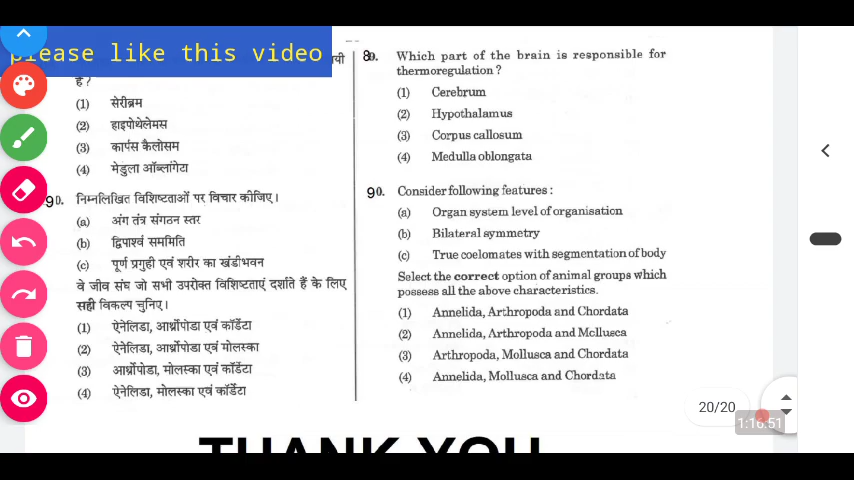 please like this video
यी
है ?
(1) सेरीब्रम
(2) हाइपोथेलेमस
(3) कार्पस कैलोसम
(4) मेडुला ऑब्लांगेटा
90. निम्नलिखित विशिष्टताओं पर विचार कीजिए।
(a) अंग तंत्र संगठन स्तर
(b) द्विपार्श्व सममिति
(c) पूर्ण प्रगुही एवं शरीर का खंडीभवन
वे जीव संघ जो सभी उपरोक्त विशिष्टताएं दर्शाते हैं के लिए
सही विकल्प चुनिए।
(1) ऐनेलिडा, आर्थ्रोपोडा एवं कॉर्डेटा
(2) ऐनेलिडा, आर्थ्रोपोडा एवं मोलस्का
(3) आर्थ्रोपोडा, मोलस्का एवं कॉर्डेटा
(4) ऐनेलिडा, मोलस्का एवं कॉर्डेटा
89. Which part of the brain is responsible for
thermoregulation ?
(1) Cerebrum
(2) Hypothalamus
(3) Corpus callosum
(4) Medulla oblongata
90. Consider following features :
(a) Organ system level of organisation
(b) Bilateral symmetry
(c) True coelomates with segmentation of body
Select the correct option of animal groups which
possess all the above characteristics.
(1) Annelida, Arthropoda and Chordata
(2) Annelida, Arthropoda and Mollusca
(3) Arthropoda, Mollusca and Chordata
(4) Annelida, Mollusca and Chordata
20/20
1:16:51
THANK YOU